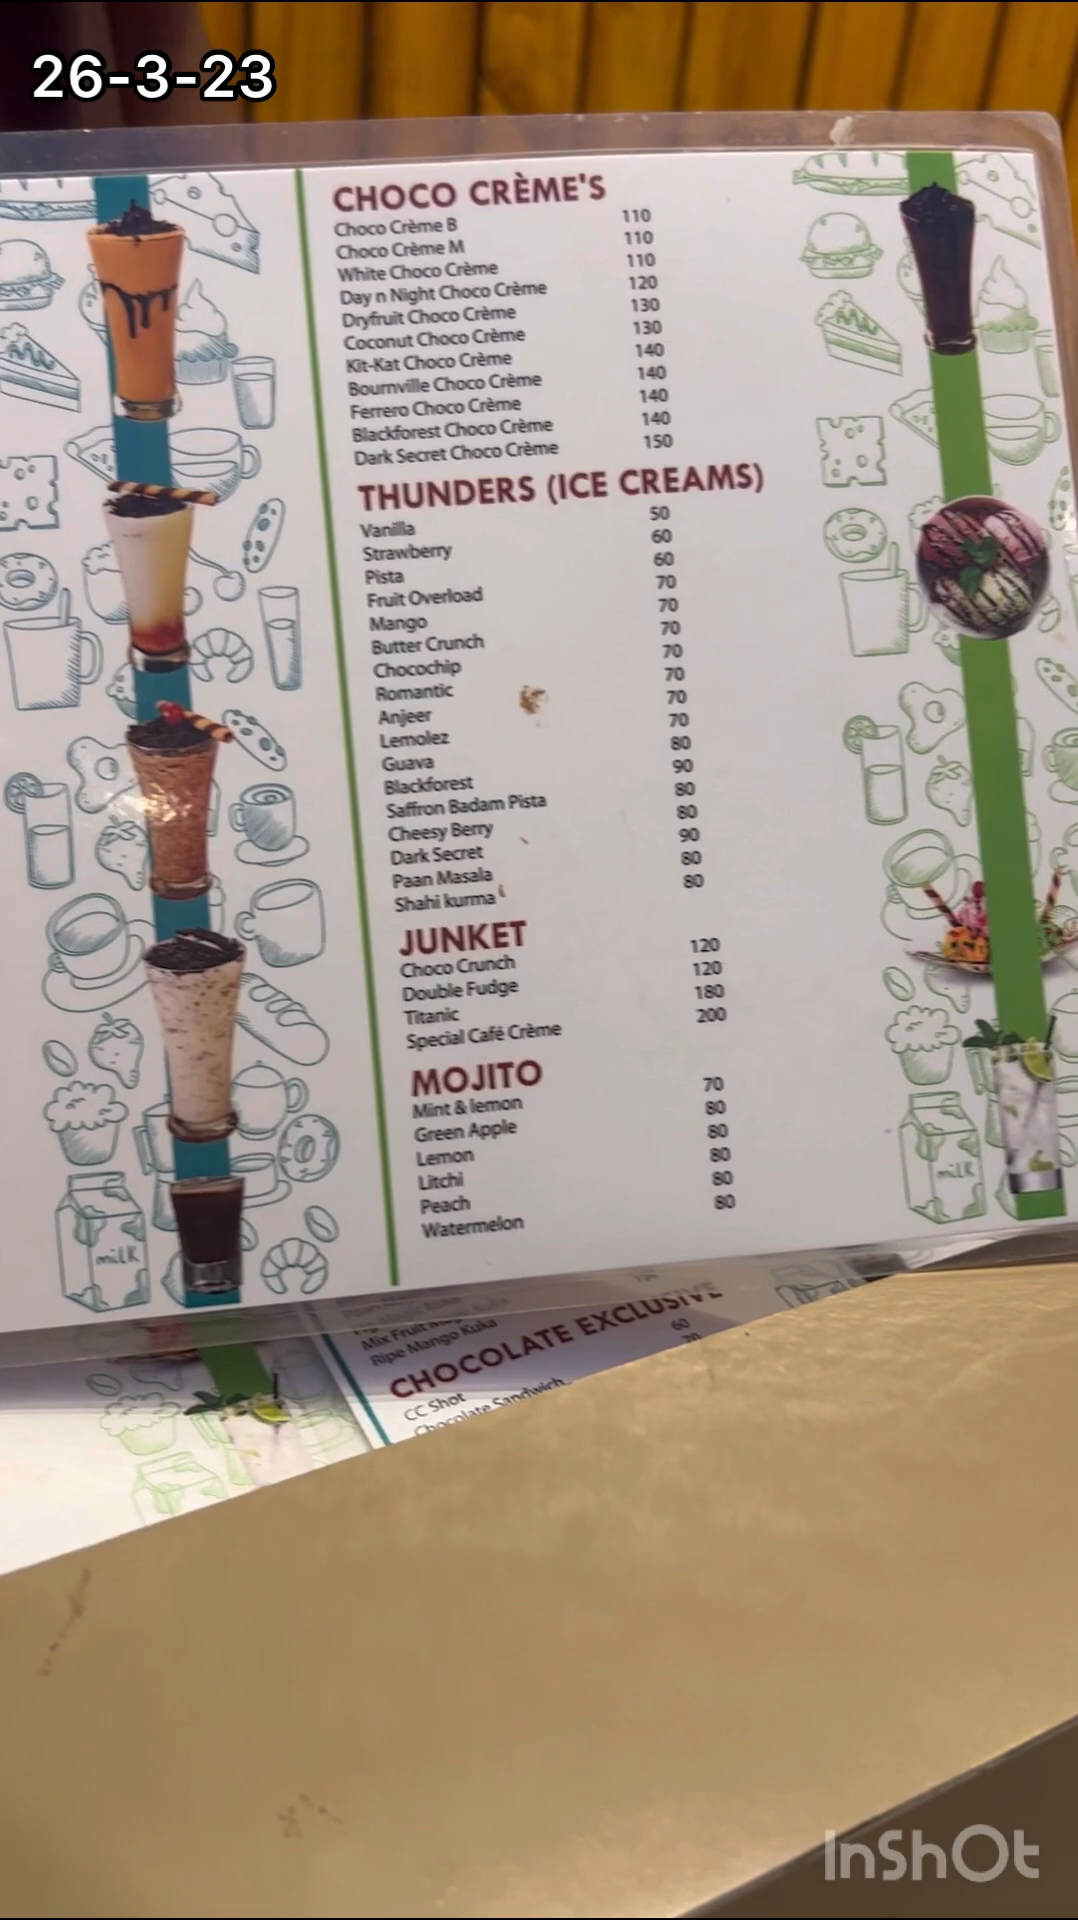 26-3-23
CHOCO CRÈME'S
Choco Crème B 110
Choco Crème M 110
White Choco Crème 110
Day n Night Choco Crème 120
Dryfruit Choco Crème 130
Coconut Choco Crème 130
Kit-Kat Choco Crème 140
Bournville Choco Crème 140
Ferrero Choco Crème 140
Blackforest Choco Crème 140
Dark Secret Choco Crème 150
THUNDERS (ICE CREAMS)
Vanilla 50
Strawberry 60
Pista 60
Fruit Overload 70
Mango 70
Butter Crunch 70
Chocochip 70
Romantic 70
Anjeer 70
Lemolez 70
Guava 80
Blackforest 90
Saffron Badam Pista 80
Cheesy Berry 80
Dark Secret 90
Paan Masala 80
Shahi kurma 80
JUNKET
Choco Crunch 120
Double Fudge 120
Titanic 180
Special Café Crème 200
MOJITO
Mint & lemon 70
Green Apple 80
Lemon 80
Litchi 80
Peach 80
Watermelon 80
miLK
miLK
Mix Fruit
Ripe Mango Kuka
CHOCOLATE EXCLUSIVE
CC Shot 60
Chocolate Sandwich 70
InShOt